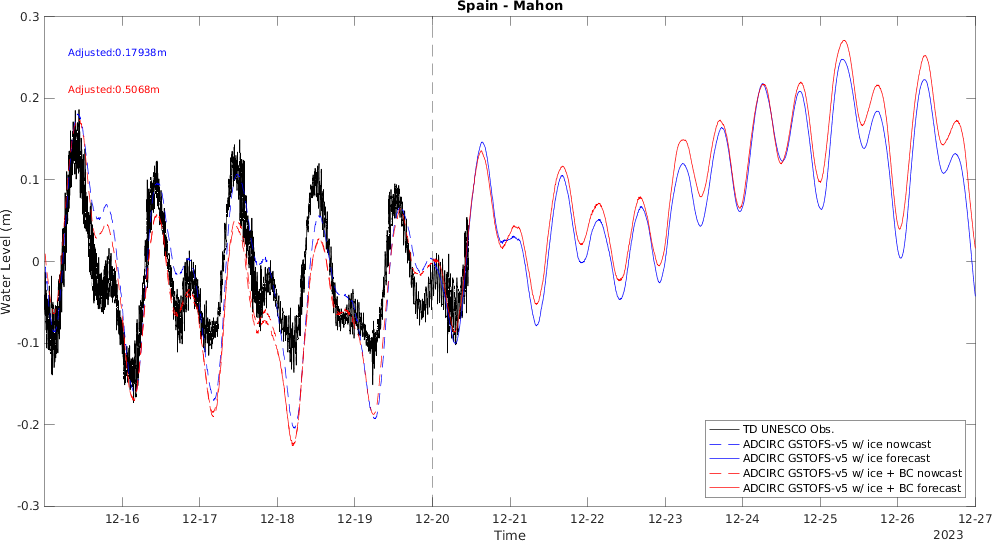 Spain - Mahon
Adjusted:0.17938m
Adjusted:0.5068m
Water Level (m)
0.3
0.2
0.1
0
-0.1
-0.2
-0.3
TD UNESCO Obs.
ADCIRC GSTOFS-v5 w/ ice nowcast
ADCIRC GSTOFS-v5 w/ ice forecast
ADCIRC GSTOFS-v5 w/ ice + BC nowcast
ADCIRC GSTOFS-v5 w/ ice + BC forecast
12-16 12-17 12-18 12-19 12-20 12-21 12-22 12-23 12-24 12-25 12-26 12-27
Time
2023